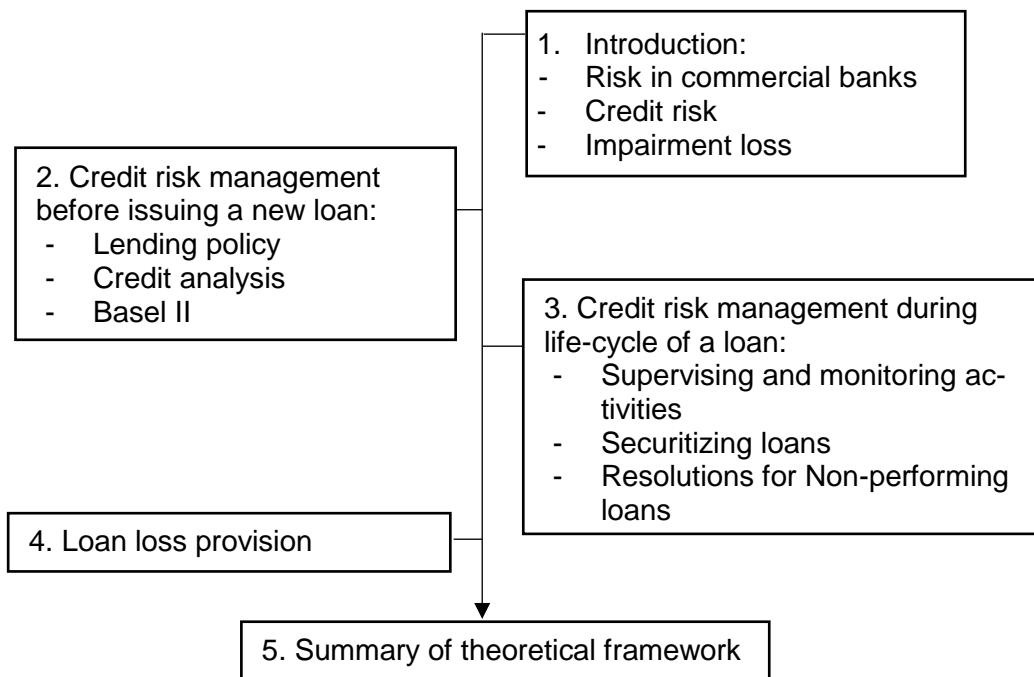 1. Introduction:
- Risk in commercial banks
- Credit risk
- Impairment loss
2. Credit risk management
before issuing a new loan:
- Lending policy
- Credit analysis
- Basel II
3. Credit risk management during
life-cycle of a loan:
- Supervising and monitoring ac-
tivities
- Securitizing loans
- Resolutions for Non-performing
loans
4. Loan loss provision
5. Summary of theoretical framework